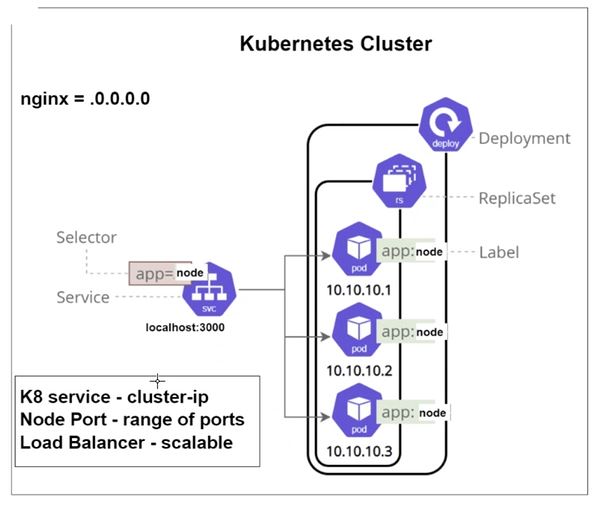 Kubernetes Cluster
nginx = .0.0.0.0
deploy
Deployment
rs
ReplicaSet
Selector
app= node
Service
svc
localhost:3000
pod
app: node
Label
10.10.10.1
pod
app: node
10.10.10.2
pod
app: node
10.10.10.3
K8 service - cluster-ip
Node Port - range of ports
Load Balancer - scalable